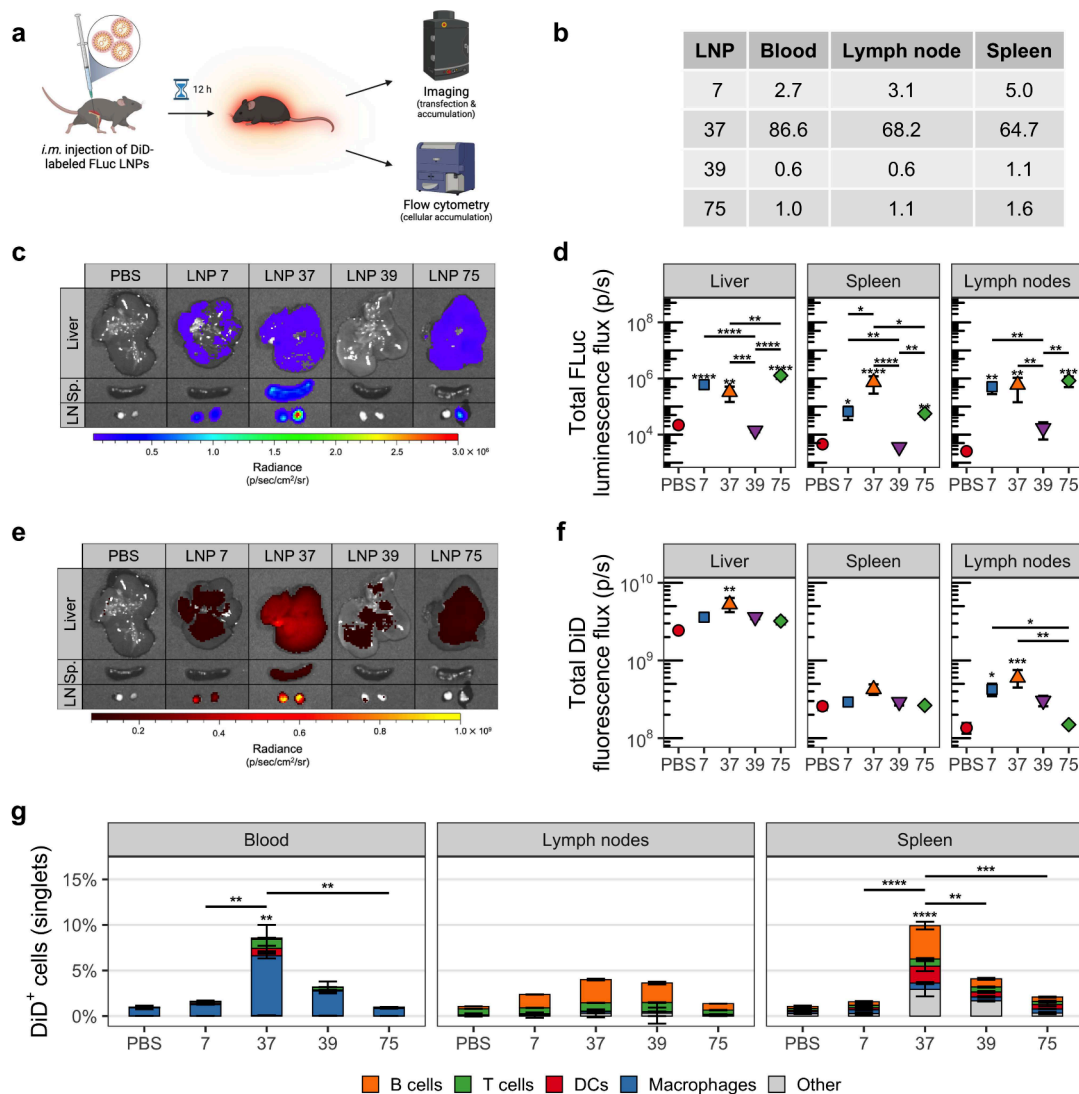 a
12 h
i.m. injection of DiD-
labeled FLuc LNPs
Imaging
(transfection &
accumulation)
Flow cytometry
(cellular accumulation)
b
LNP Blood Lymph node Spleen
7 2.7 3.1 5.0
37 86.6 68.2 64.7
39 0.6 0.6 1.1
75 1.0 1.1 1.6
c
PBS LNP 7 LNP 37 LNP 39 LNP 75
Liver
Sp.
LN
0.5 1.0 1.5 2.0 2.5 3.0 × 10⁶
Radiance
(p/sec/cm²/sr)
d
Total FLuc
luminescence flux (p/s)
Liver Spleen Lymph nodes
10⁸
10⁶
10⁴
**** ** **** *** **** ** ****
* **** ** * ** **** ** *
** ** *** ** ** **
PBS 7 37 39 75
PBS 7 37 39 75
PBS 7 37 39 75
e
PBS LNP 7 LNP 37 LNP 39 LNP 75
Liver
Sp.
LN
0.2 0.4 0.6 0.8 1.0 × 10⁹
Radiance
(p/sec/cm²/sr)
f
Total DiD
fluorescence flux (p/s)
Liver Spleen Lymph nodes
10¹⁰
10⁹
10⁸
**
* *** * **
PBS 7 37 39 75
PBS 7 37 39 75
PBS 7 37 39 75
g
DiD⁺ cells (singlets)
Blood Lymph nodes Spleen
15%
10%
5%
0%
** ** **
**** *** ** ****
PBS 7 37 39 75
PBS 7 37 39 75
PBS 7 37 39 75
B cells T cells DCs Macrophages Other